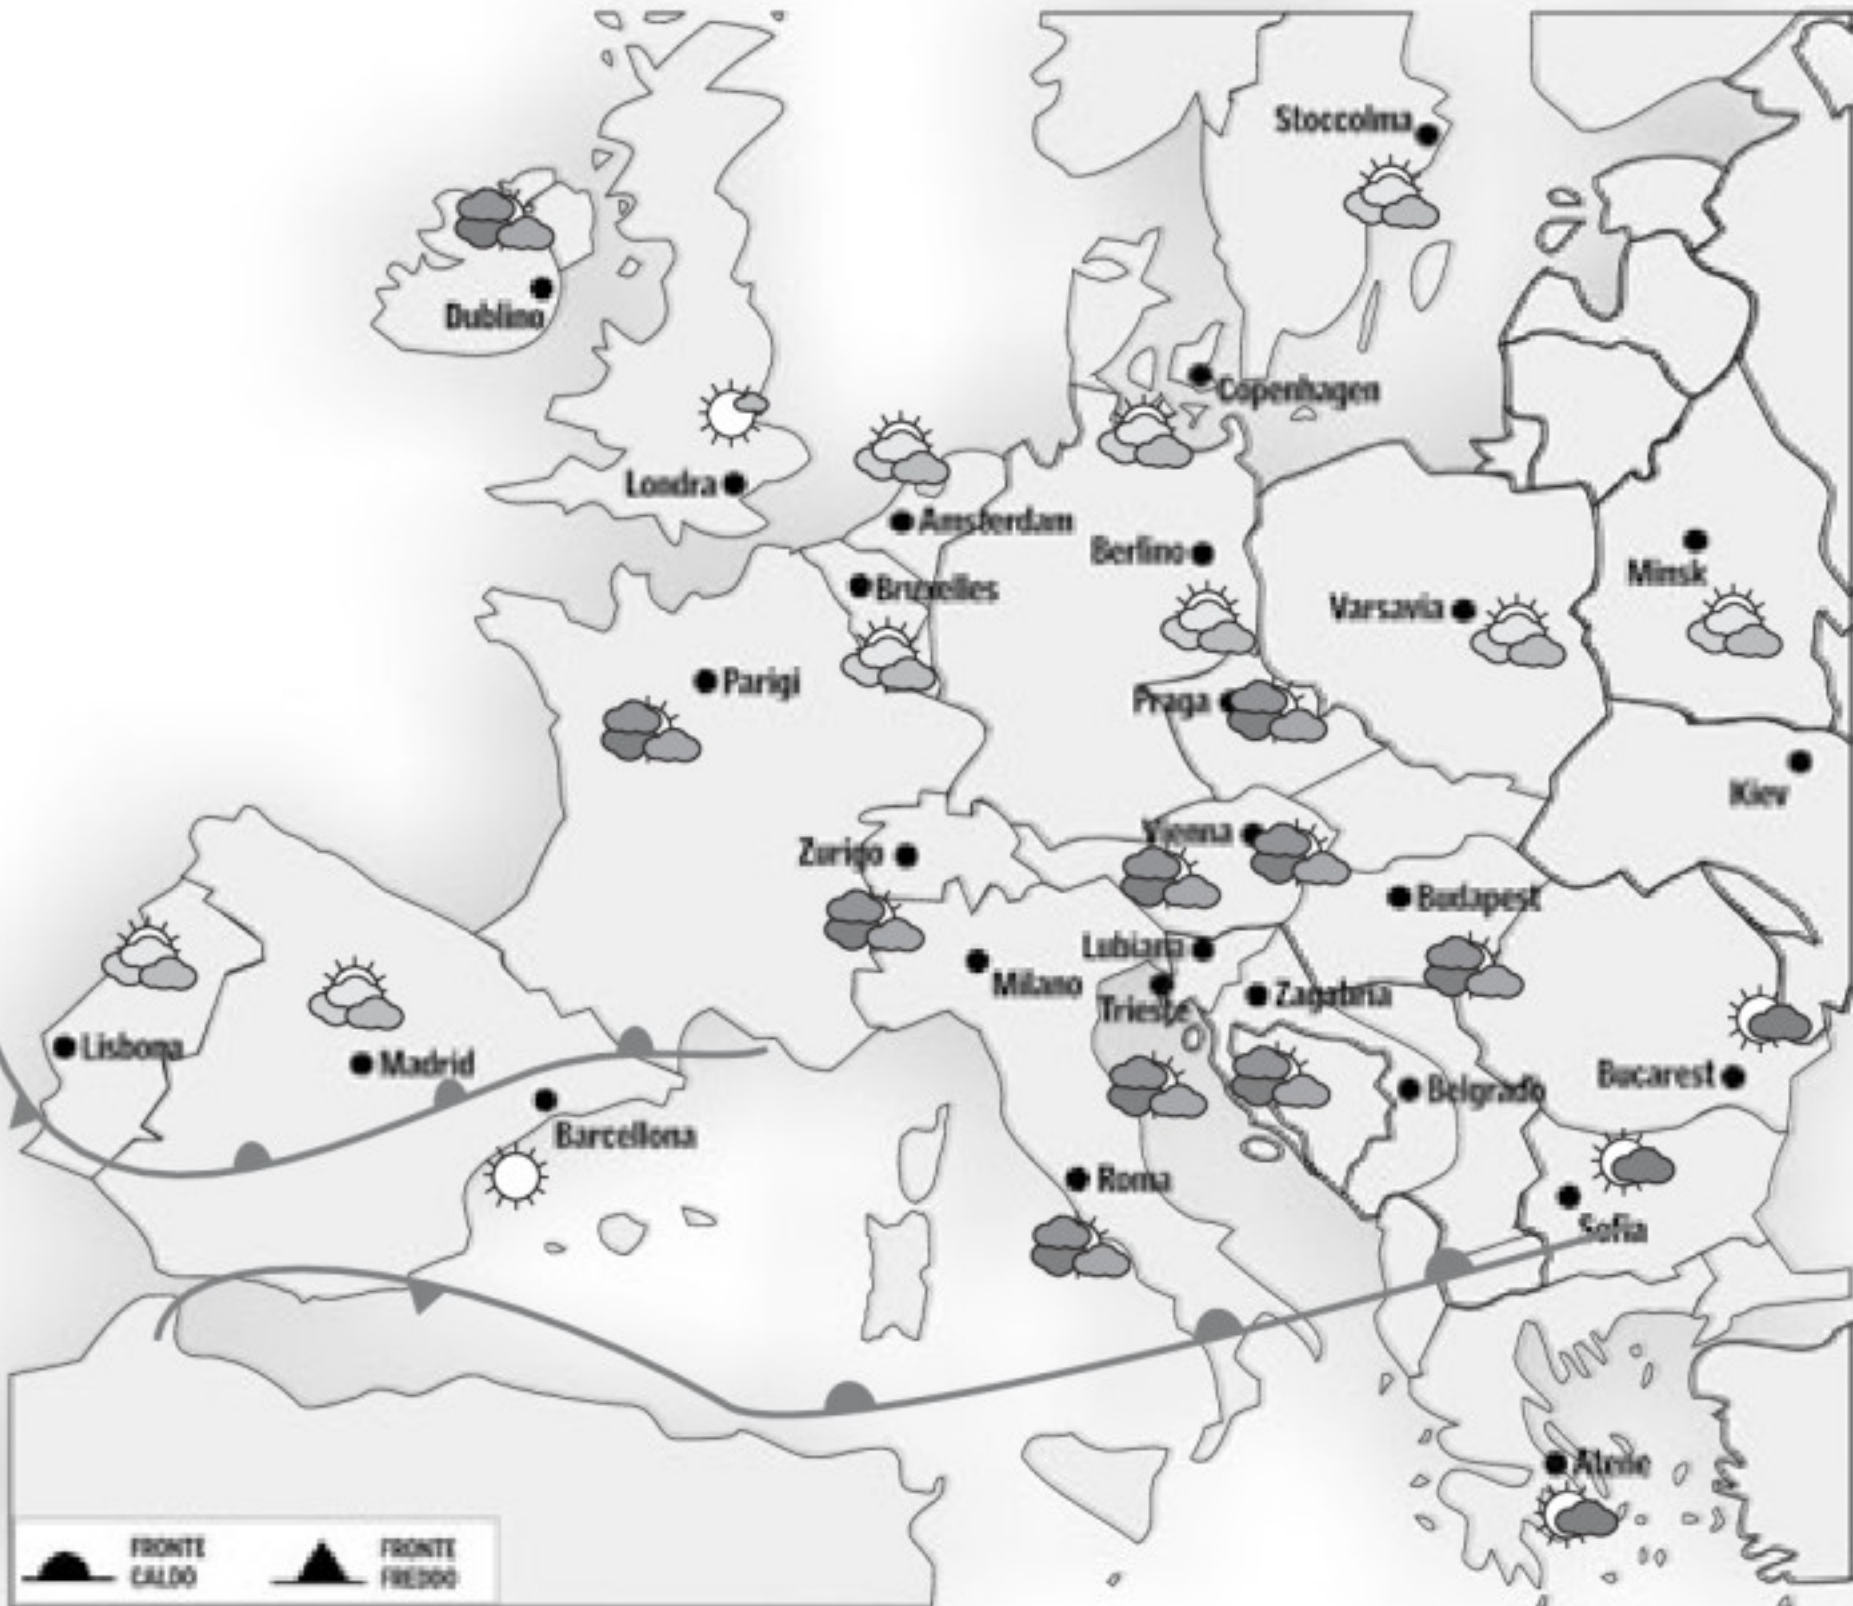 Stoccolma
Dublino
Copenhagen
Londra
Amsterdam
Berlino
Minsk
Bruxelles
Varsavia
Parigi
Praga
Kiev
Vienna
Zurigo
Budapest
Lubiana
Milano
Zagabria
Trieste
Lisbona
Madrid
Bucarest
Belgrado
Barcellona
Roma
Sofia
Atene
FRONTE
CALDO
FRONTE
FREDDO